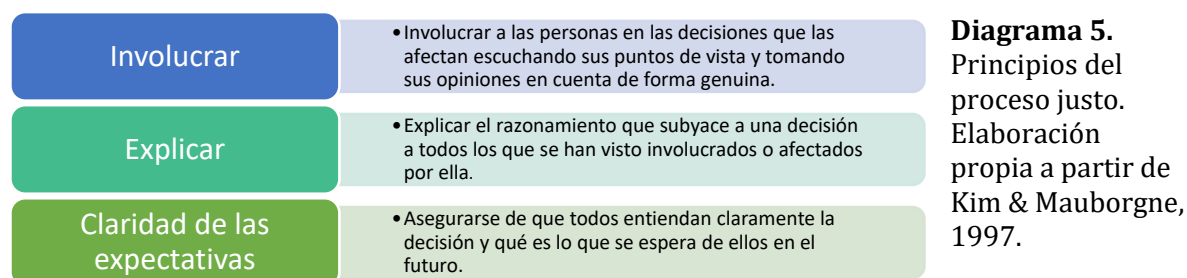 Involucrar
•Involucrar a las personas en las decisiones que las
afectan escuchando sus puntos de vista y tomando
sus opiniones en cuenta de forma genuina.
Explicar
•Explicar el razonamiento que subyace a una decisión
a todos los que se han visto involucrados o afectados
por ella.
Claridad de las
expectativas
•Asegurarse de que todos entiendan claramente la
decisión y qué es lo que se espera de ellos en el
futuro.
Diagrama 5.
Principios del
proceso justo.
Elaboración
propia a partir de
Kim & Mauborgne,
1997.